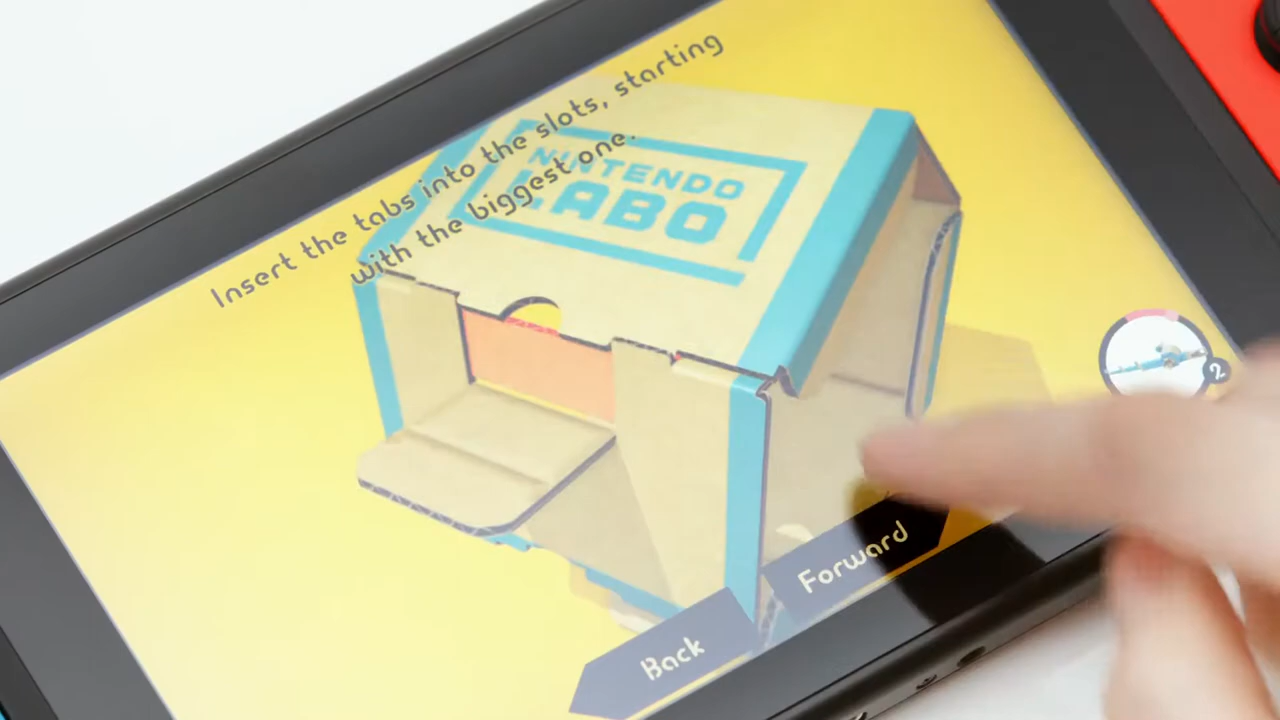 Insert the tabs into the slots, starting
with the biggest one.
NINTENDO
LABO
2
Forward
Back